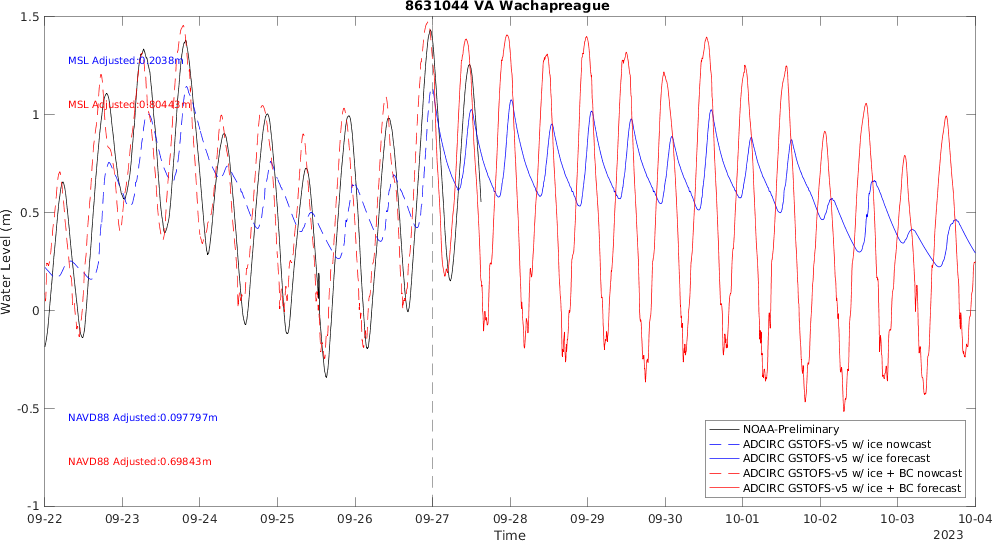 8631044 VA Wachapreague
1.5
1
0.5
0
-0.5
-1
Water Level (m)
MSL Adjusted:0.2038m
MSL Adjusted:0.80443m
NAVD88 Adjusted:0.097797m
NAVD88 Adjusted:0.69843m
NOAA-Preliminary
ADCIRC GSTOFS-v5 w/ ice nowcast
ADCIRC GSTOFS-v5 w/ ice forecast
ADCIRC GSTOFS-v5 w/ ice + BC nowcast
ADCIRC GSTOFS-v5 w/ ice + BC forecast
09-22 09-23 09-24 09-25 09-26 09-27 09-28 09-29 09-30 10-01 10-02 10-03 10-04
Time
2023